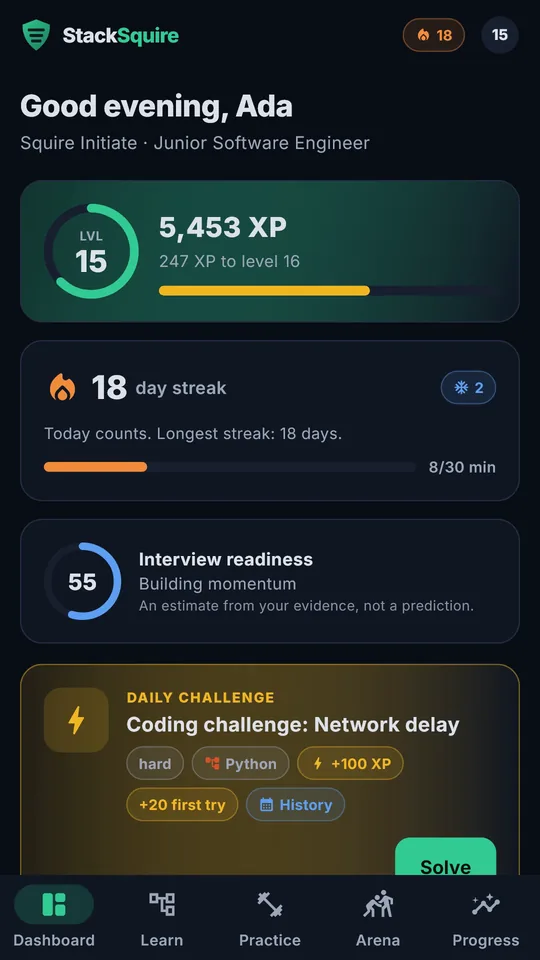 StackSquire
18
15
Good evening, Ada
Squire Initiate · Junior Software Engineer
LVL
15
5,453 XP
247 XP to level 16
18 day streak
2
Today counts. Longest streak: 18 days.
8/30 min
55
Interview readiness
Building momentum
An estimate from your evidence, not a prediction.
DAILY CHALLENGE
Coding challenge: Network delay
hard
Python
+100 XP
+20 first try
History
Solve
Dashboard
Learn
Practice
Arena
Progress